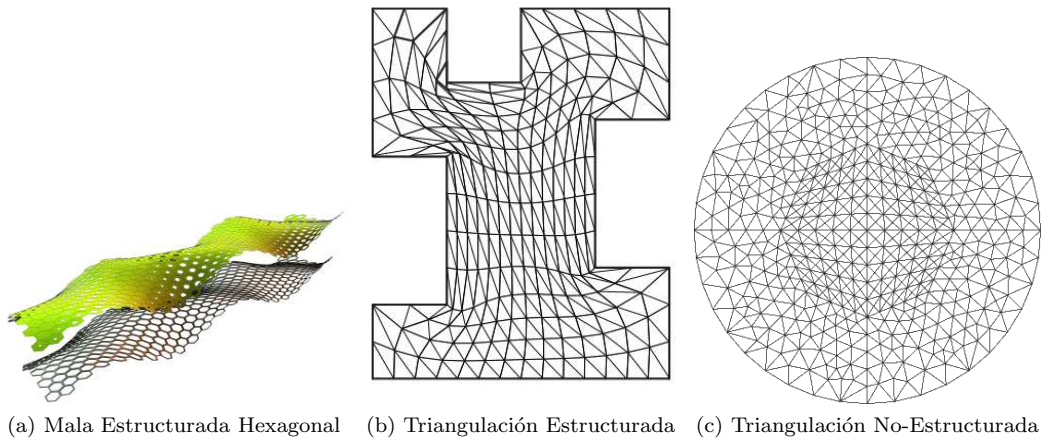 (a) Mala Estructurada Hexagonal
(b) Triangulación Estructurada
(c) Triangulación No-Estructurada